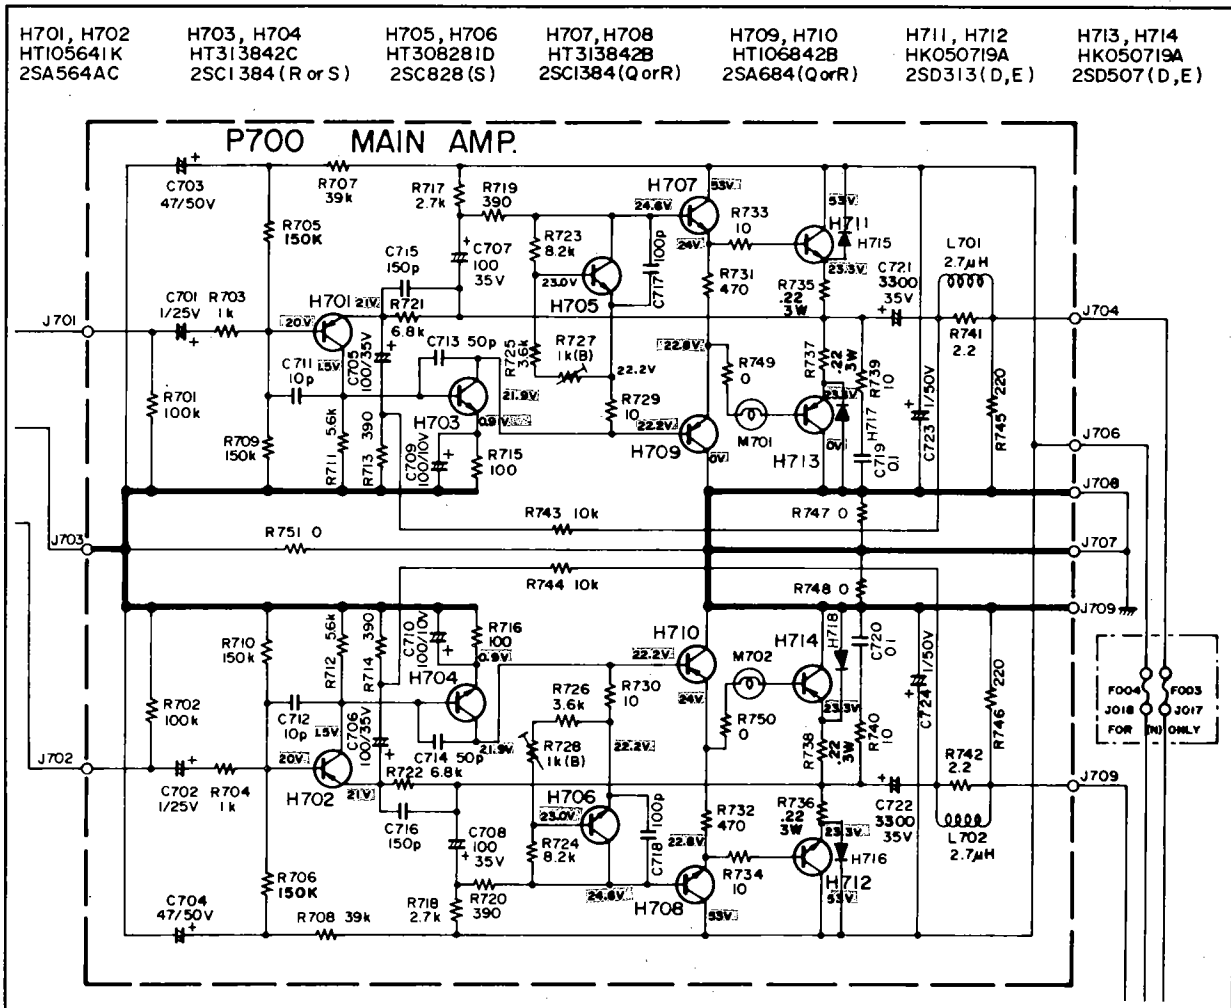 H701, H702
HT105641K
2SA564AC
H703, H704
HT313842C
2SC1384(R or S)
H705, H706
HT308281D
2SC828(S)
H707, H708
HT313842B
2SC1384(Q orR)
H709, H710
HT106842B
2SA684(QorR)
H711, H712
HK050719A
2SD313(D,E)
H713, H714
HK050719A
2SD507(D,E)
P700 MAIN AMP.
C703
47/50V
R707
39k
R717
2.7k
R719
390
H707
53V
24.6V
24V
R733
10
53V
H711
H715
23.3V
R705
150K
C715
150p
C707
100
35V
R723
8.2k
23.0V
H705
100p
C717
R731
470
R735
.22
3W
C721
3300
35V
L701
2.7μH
J701
C701
1/25V
R703
1k
H701
21V
20V
R721
6.8k
J704
R741
2.2
C705
100/35V
1.5V
C713 50p
R725
3.6k
R727
1k(B)
22.2V
22.8V
R749
0
R737
.22
3W
R739
10
C711
10p
R701
100k
21.9V
H703
0.9V
R729
10
22.2V
M701
23.3V
H717
C723 1/50V
220
R745
R709
150k
5.6k
R711
390
R713
C709
100/10V
R715
100
H709
0V
H713
0V
C719
0.1
J706
J708
R743 10k
R747 0
J703
R751 0
J707
R744 10k
R748 0
J709
R710
150k
5.6k
R712
390
R714
C710
100/10V
R716
100
0.9V
H704
22.2V
H710
24V
M702
H714
H718
C720
0.1
23.3V
C724 1/50V
220
R746
F004
F003
J018
J017
FOR (N) ONLY
R702
100k
C712
10p
1.5V
C706
100/35V
C714 50p
21.9V
R726
3.6k
R730
10
R728
1k(B)
22.2V
R750
0
R738
.22
3W
R740
10
R742
2.2
J702
C702
1/25V
R704
1k
20V
H702
21V
R722
6.8k
J709
C716
150p
C708
100
35V
H706
23.0V
R724
8.2k
100p
C718
R732
470
22.8V
R736
.22
3W
23.3V
H716
C722
3300
35V
L702
2.7μH
R706
150K
R734
10
H712
53V
C704
47/50V
R708 39k
R718
2.7k
R720
390
24.6V
H708
53V